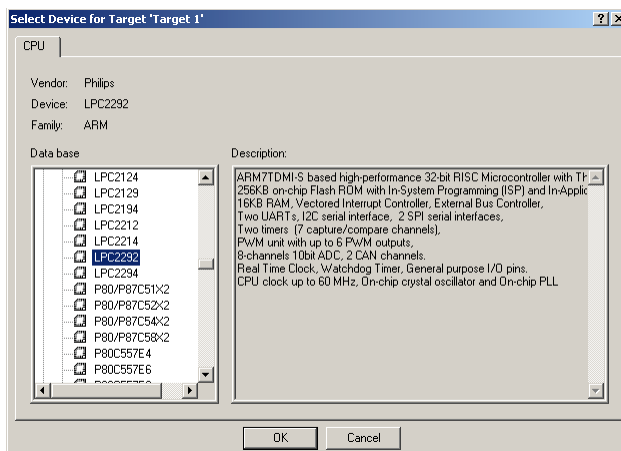 Select Device for Target 'Target 1'
CPU
Vendor: Philips
Device: LPC2292
Family: ARM
Data base
LPC2124
LPC2129
LPC2194
LPC2212
LPC2214
LPC2292
LPC2294
P80/P87C51X2
P80/P87C52X2
P80/P87C54X2
P80/P87C58X2
P80C557E4
P80C557E6
Description:
ARM7TDMI-S based high-performance 32-bit RISC Microcontroller with Th
256KB on-chip Flash ROM with In-System Programming (ISP) and In-Applic
16KB RAM, Vectored Interrupt Controller, External Bus Controller,
Two UARTs, I2C serial interface, 2 SPI serial interfaces,
Two timers (7 capture/compare channels),
PWM unit with up to 6 PWM outputs,
8-channels 10bit ADC, 2 CAN channels.
Real Time Clock, Watchdog Timer, General purpose I/O pins.
CPU clock up to 60 MHz, On-chip crystal oscillator and On-chip PLL
OK
Cancel